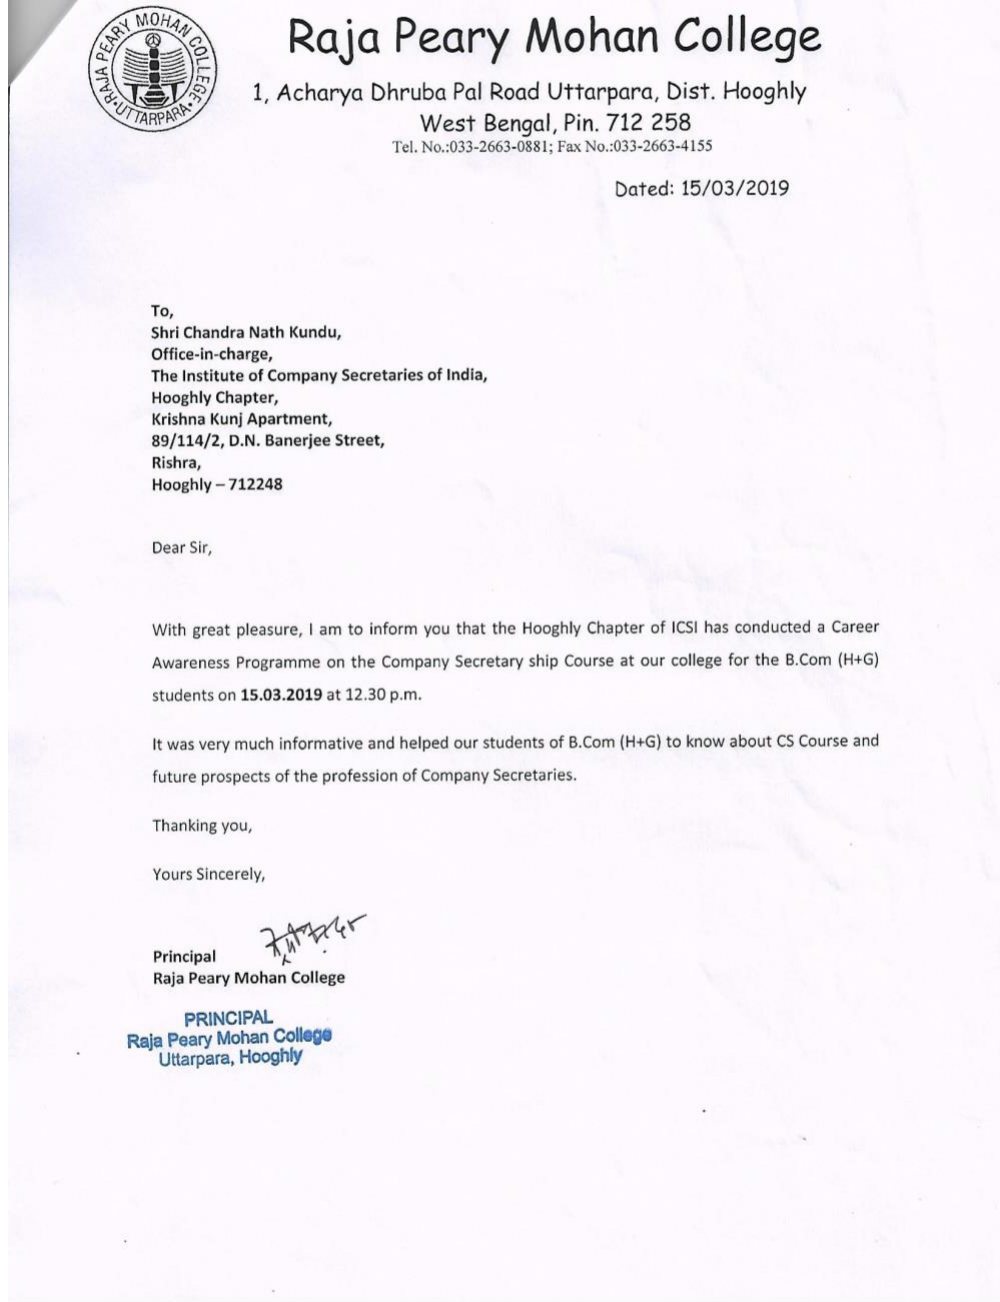 RAJA PEARY MOHAN COLLEGE
UTTARPARA
Raja Peary Mohan College
1, Acharya Dhruba Pal Road Uttarpara, Dist. Hooghly
West Bengal, Pin. 712 258
Tel. No.:033-2663-0881; Fax No.:033-2663-4155
Dated: 15/03/2019
To,
Shri Chandra Nath Kundu,
Office-in-charge,
The Institute of Company Secretaries of India,
Hooghly Chapter,
Krishna Kunj Apartment,
89/114/2, D.N. Banerjee Street,
Rishra,
Hooghly – 712248
Dear Sir,
With great pleasure, I am to inform you that the Hooghly Chapter of ICSI has conducted a Career
Awareness Programme on the Company Secretary ship Course at our college for the B.Com (H+G)
students on 15.03.2019 at 12.30 p.m.
It was very much informative and helped our students of B.Com (H+G) to know about CS Course and
future prospects of the profession of Company Secretaries.
Thanking you,
Yours Sincerely,
Principal
Raja Peary Mohan College
PRINCIPAL
Raja Peary Mohan College
Uttarpara, Hooghly